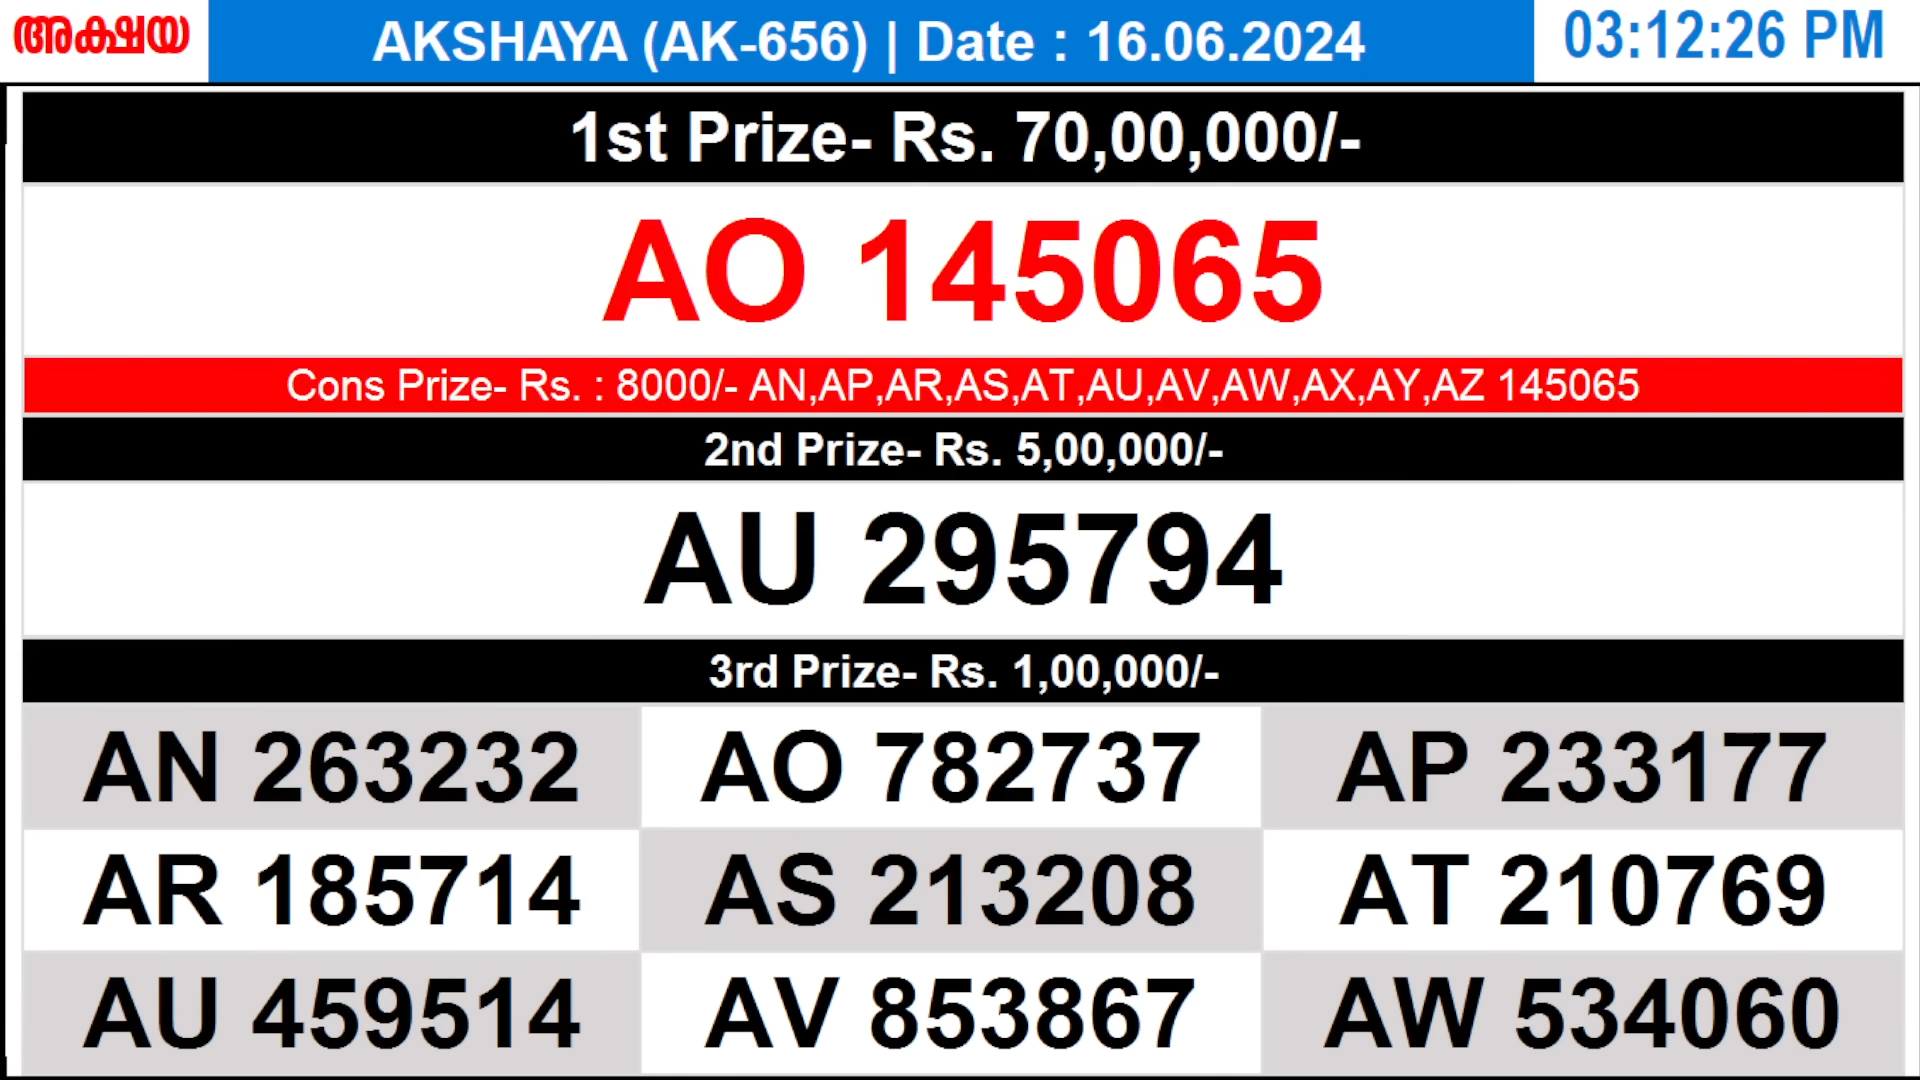 അക്ഷയ AKSHAYA (AK-656) | Date : 16.06.2024 03:12:26 PM
1st Prize- Rs. 70,00,000/-
AO 145065
Cons Prize- Rs. : 8000/- AN,AP,AR,AS,AT,AU,AV,AW,AX,AY,AZ 145065
2nd Prize- Rs. 5,00,000/-
AU 295794
3rd Prize- Rs. 1,00,000/-
AN 263232 AO 782737 AP 233177
AR 185714 AS 213208 AT 210769
AU 459514 AV 853867 AW 534060